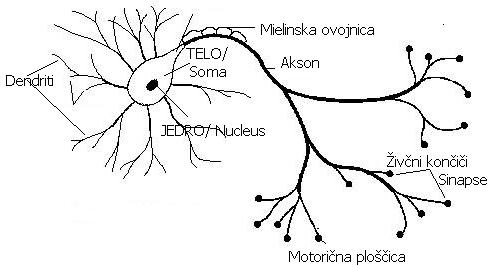 Mielinska ovojnica
TELO/
Soma
Akson
Dendriti
JEDRO/ Nucleus
Živčni končiči
Sinapse
Motorična ploščica